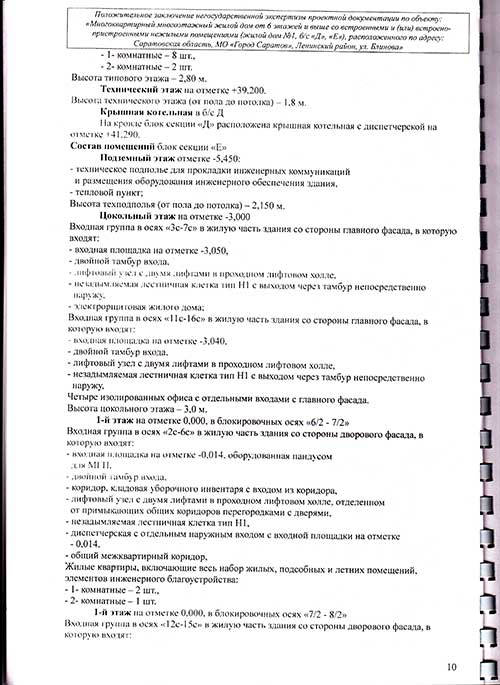 Положительное заключение негосударственной экспертизы проектной документации по объекту:
«Многоквартирный многоэтажный жилой дом от 6 этажей и выше со встроенными и (или) встроено-
пристроенными нежилыми помещениями (жилой дом №1, б/с «Д», «Е»), расположенного по адресу:
Саратовская область, МО «Город Саратов», Ленинский район, ул. Блинова»
- 1- комнатные – 8 шт.,
- 2- комнатные – 2 шт.
Высота типового этажа – 2,80 м.
Технический этаж на отметке +39.200.
Высота технического этажа (от пола до потолка) – 1,8 м.
Крышная котельная в б/с Д
На кровле блок секции «Д» расположена крышная котельная с диспетчерской на
отметке +41.290.
Состав помещений блок секции «Е»
Подземный этаж отметке -5,450:
- техническое подполье для прокладки инженерных коммуникаций
и размещения оборудования инженерного обеспечения здания,
- тепловой пункт;
Высота техподполья (от пола до потолка) – 2,150 м.
Цокольный этаж на отметке -3,000
Входная группа в осях «3с-7с» в жилую часть здания со стороны главного фасада, в которую
входят:
- входная площадка на отметке -3,050,
- двойной тамбур входа,
- лифтовый узел с двумя лифтами в проходном лифтовом холле,
- незадымляемая лестничная клетка тип Н1 с выходом через тамбур непосредственно
наружу,
- электрощитовая жилого дома;
Входная группа в осях «11с-16с» в жилую часть здания со стороны главного фасада, в
которую входят:
- входная площадка на отметке -3,040,
- двойной тамбур входа,
- лифтовый узел с двумя лифтами в проходном лифтовом холле,
- незадымляемая лестничная клетка тип Н1 с выходом через тамбур непосредственно
наружу,
Четыре изолированных офиса с отдельными входами с главного фасада.
Высота цокольного этажа – 3,0 м.
1-й этаж на отметке 0,000, в блокировочных осях «6/2 - 7/2»
Входная группа в осях «2с-6с» в жилую часть здания со стороны дворового фасада, в
которую входят:
- входная площадка на отметке -0,014, оборудованная пандусом
для МГН,
- двойной тамбур входа,
- коридор, кладовая уборочного инвентаря с входом из коридора,
- лифтовый узел с двумя лифтами в проходном лифтовом холле, отделенном
от примыкающих общих коридоров перегородками с дверями,
- незадымляемая лестничная клетка тип Н1,
- диспетчерская с отдельным наружным входом с входной площадки на отметке
- 0,014,
- общий межквартирный коридор,
Жилые квартиры, включающие весь набор жилых, подсобных и летних помещений,
элементов инженерного благоустройства:
- 1- комнатные – 2 шт.,
- 2- комнатные – 1 шт.
1-й этаж на отметке 0,000, в блокировочных осях «7/2 - 8/2»
Входная группа в осях «12с-15с» в жилую часть здания со стороны дворового фасада, в
которую входят:
10